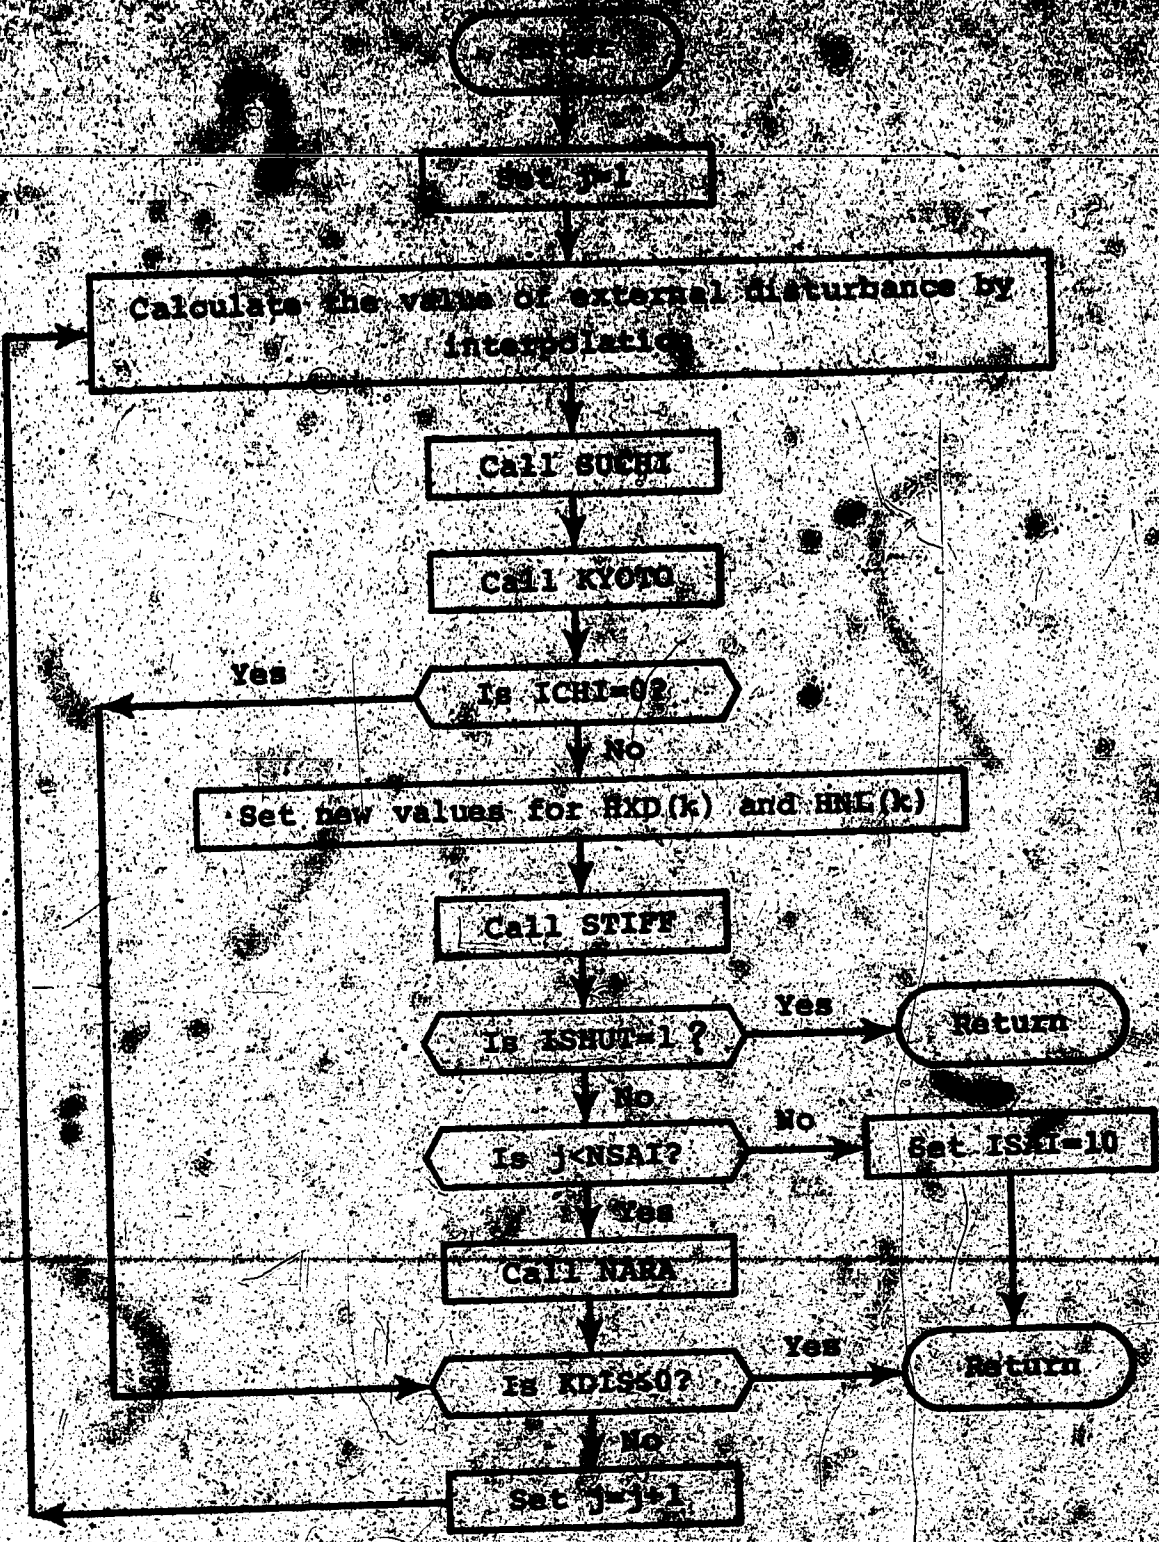 Enter
Set j=1
Calculate the value of external disturbance by
interpolation
Call SUCHI
Call KYOTO
Yes
Is ICHI=0?
No
Set new values for HXD(k) and HNL(k)
Call STIFF
Is ISHUT=1 ?
Yes
Return
No
Is j<NSAI?
No
Set ISAI=10
Yes
Call NARA
Is KDIS≤0?
Yes
Return
No
Set j=j+1